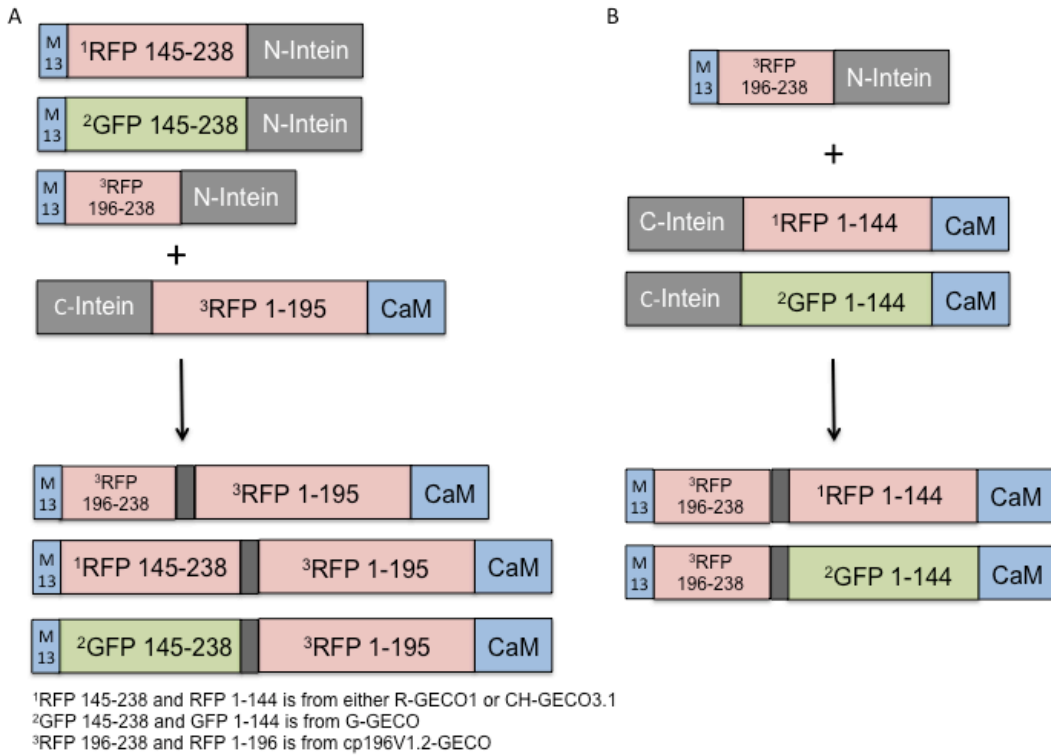 A
M
13
¹RFP 145-238
N-Intein
M
13
²GFP 145-238
N-Intein
M
13
³RFP
196-238
N-Intein
+
C-Intein
³RFP 1-195
CaM
M
13
³RFP
196-238
³RFP 1-195
CaM
M
13
¹RFP 145-238
³RFP 1-195
CaM
M
13
²GFP 145-238
³RFP 1-195
CaM
B
M
13
³RFP
196-238
N-Intein
+
C-Intein
¹RFP 1-144
CaM
C-Intein
²GFP 1-144
CaM
M
13
³RFP
196-238
¹RFP 1-144
CaM
M
13
³RFP
196-238
²GFP 1-144
CaM
¹RFP 145-238 and RFP 1-144 is from either R-GECO1 or CH-GECO3.1
²GFP 145-238 and GFP 1-144 is from G-GECO
³RFP 196-238 and RFP 1-196 is from cp196V1.2-GECO